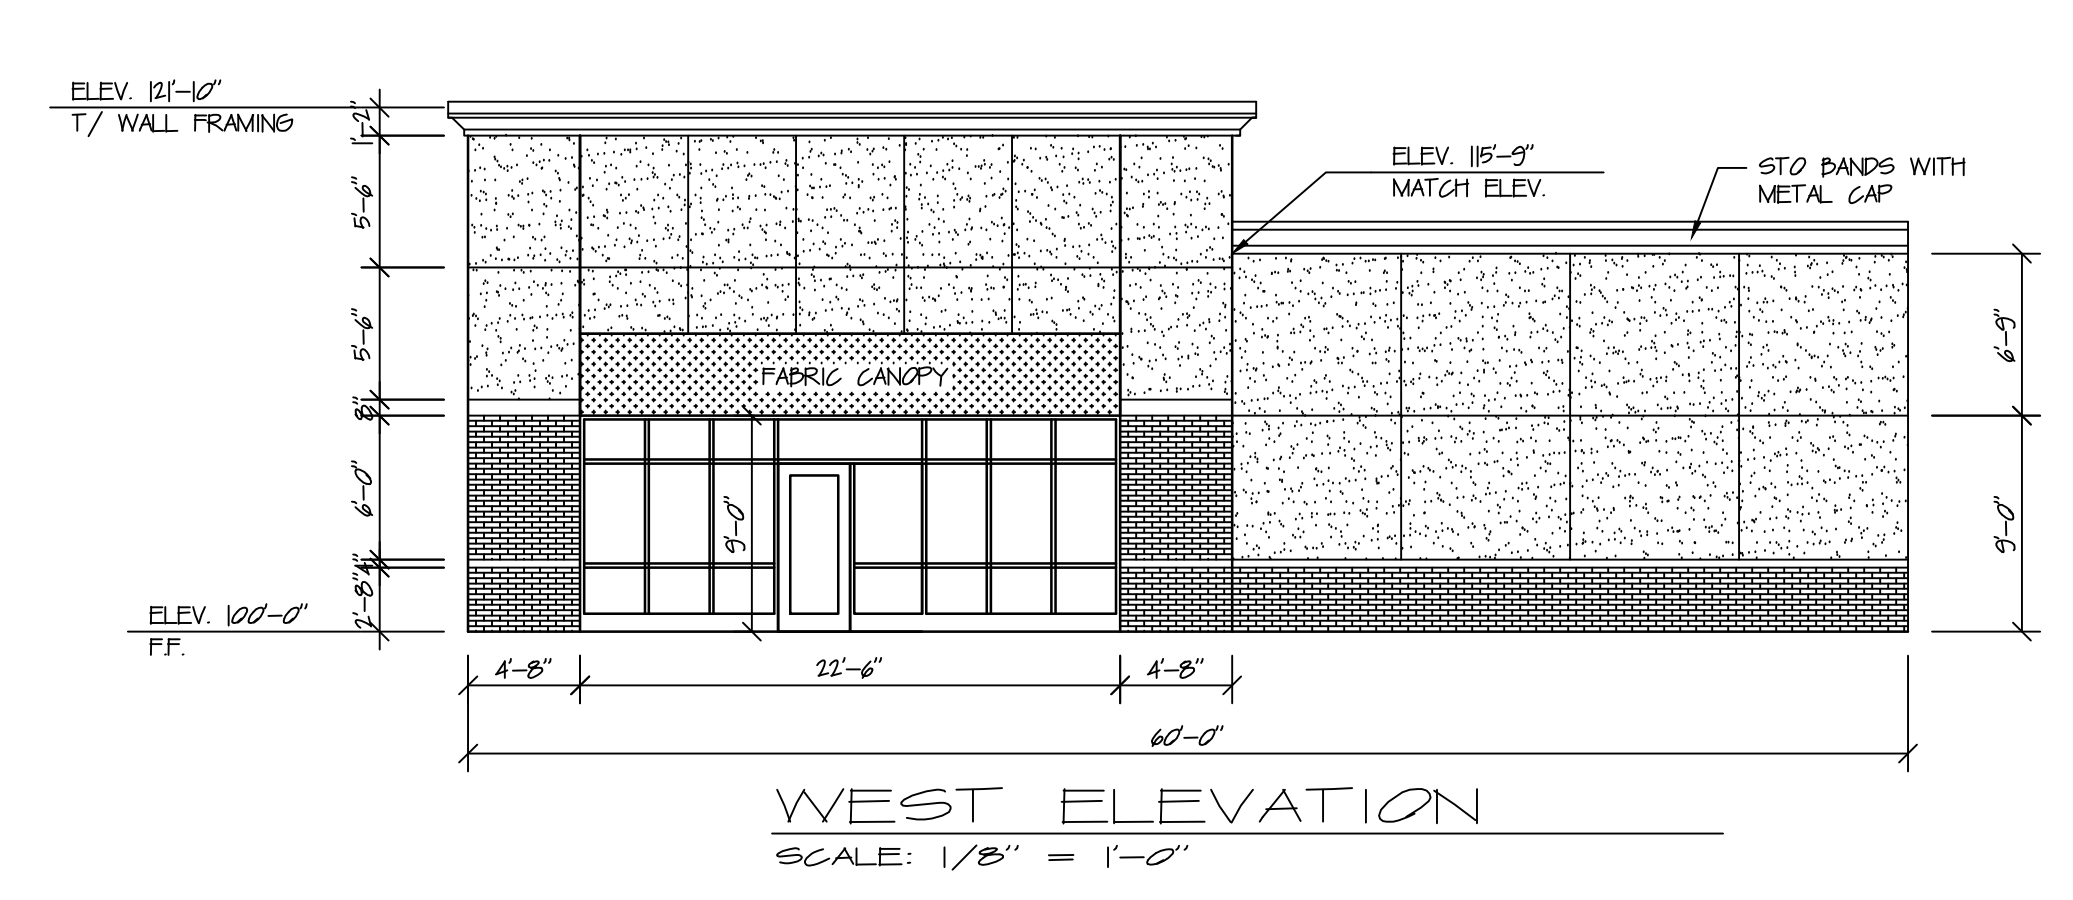 ELEV. 121'-10"
T/ WALL FRAMING
1'-2"
5'-6"
5'-6"
8"
6'-0"
4"
2'-8"
ELEV. 100'-0"
F.F.
ELEV. 115'-9"
MATCH ELEV.
STO BANDS WITH
METAL CAP
FABRIC CANOPY
9'-0"
6'-9"
9'-0"
4'-8"
22'-6"
4'-8"
60'-0"
WEST ELEVATION
SCALE: 1/8" = 1'-0"